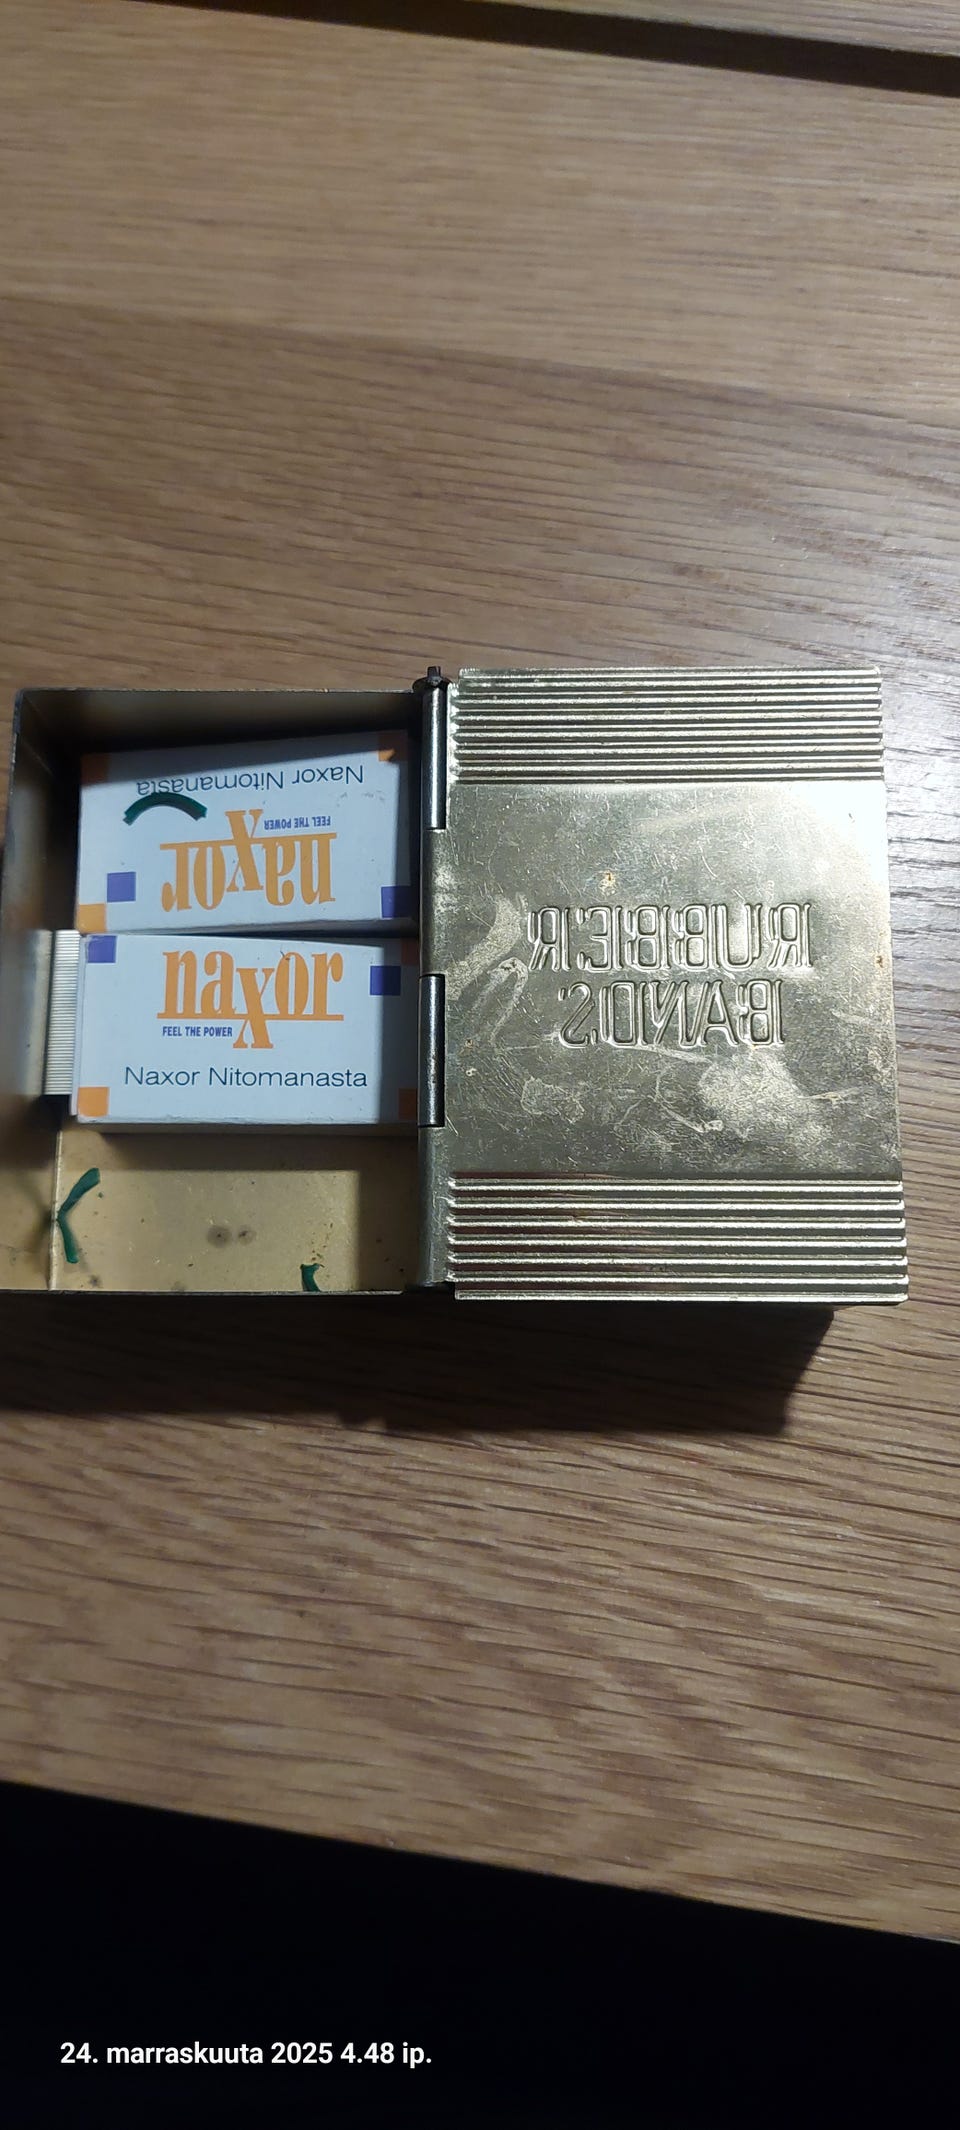 Naxor Nitomanasta
FEEL THE POWER
naxor
naxor
FEEL THE POWER
Naxor Nitomanasta
RUBBER
BANDS
24. marraskuuta 2025 4.48 ip.